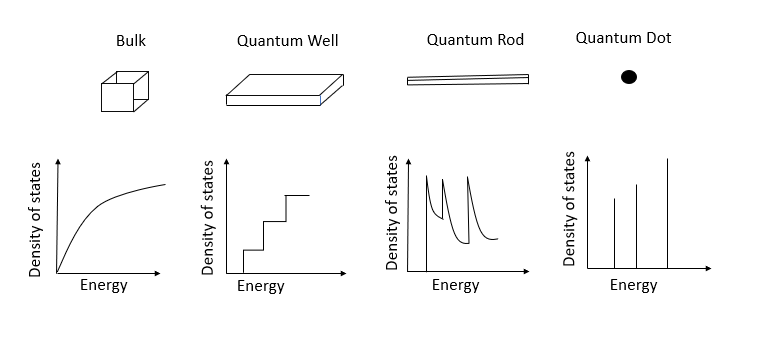 Bulk
Quantum Well
Quantum Rod
Quantum Dot
Density of states
Energy
Density of states
Energy
Density of states
Energy
Density of states
Energy